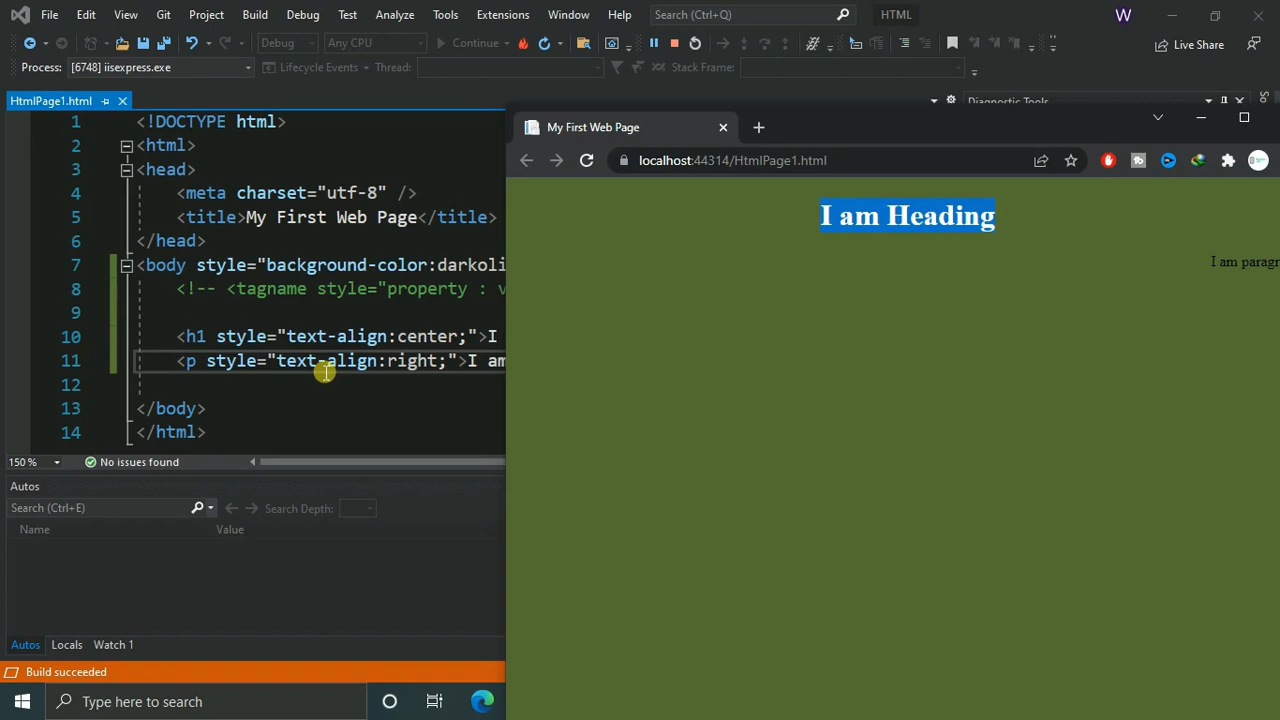 File Edit View Git Project Build Debug Test Analyze Tools Extensions Window Help Search (Ctrl+Q) HTML W
Debug Any CPU Continue Live Share
Process: [6748] iisexpress.exe Lifecycle Events Thread: Stack Frame:
HtmlPage1.html Diagnostic Tools So
1 <!DOCTYPE html>
2 <html>
3 <head>
4 <meta charset="utf-8" />
5 <title>My First Web Page</title>
6 </head>
7 <body style="background-color:darkoli
8 <!-- <tagname style="property : v
9
10 <h1 style="text-align:center;">I
11 <p style="text-align:right;">I am
12
13 </body>
14 </html>
150 % No issues found
Autos
Search (Ctrl+E) Search Depth:
Name Value
Autos Locals Watch 1
Build succeeded
Type here to search
My First Web Page
localhost:44314/HtmlPage1.html
I am Heading
I am paragr